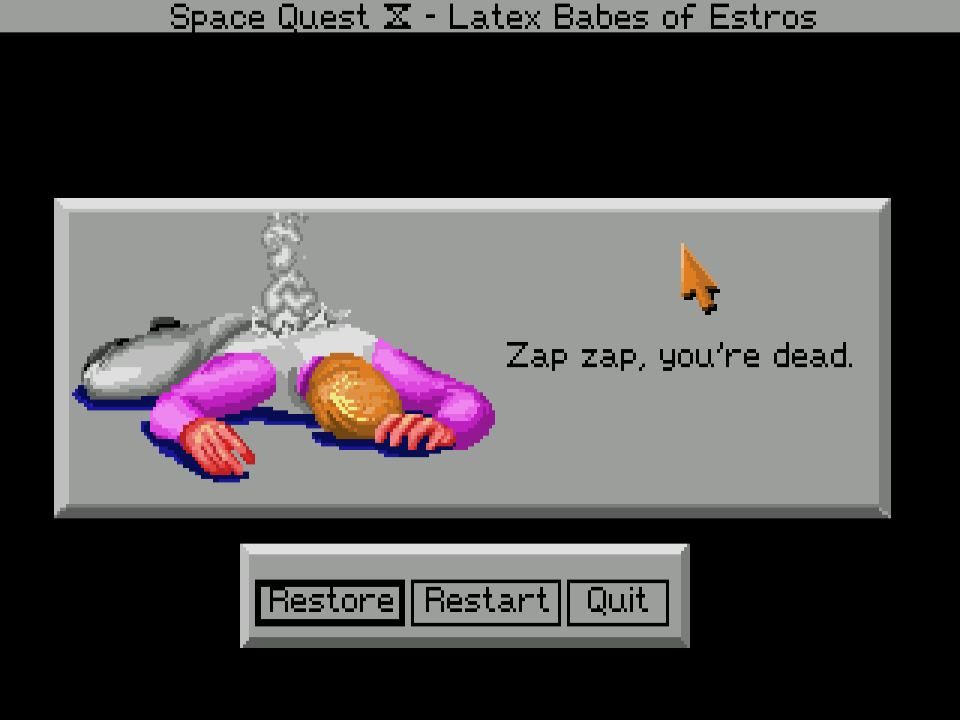 Space Quest X - Latex Babes of Estros
Zap zap, you're dead.
Restore Restart Quit